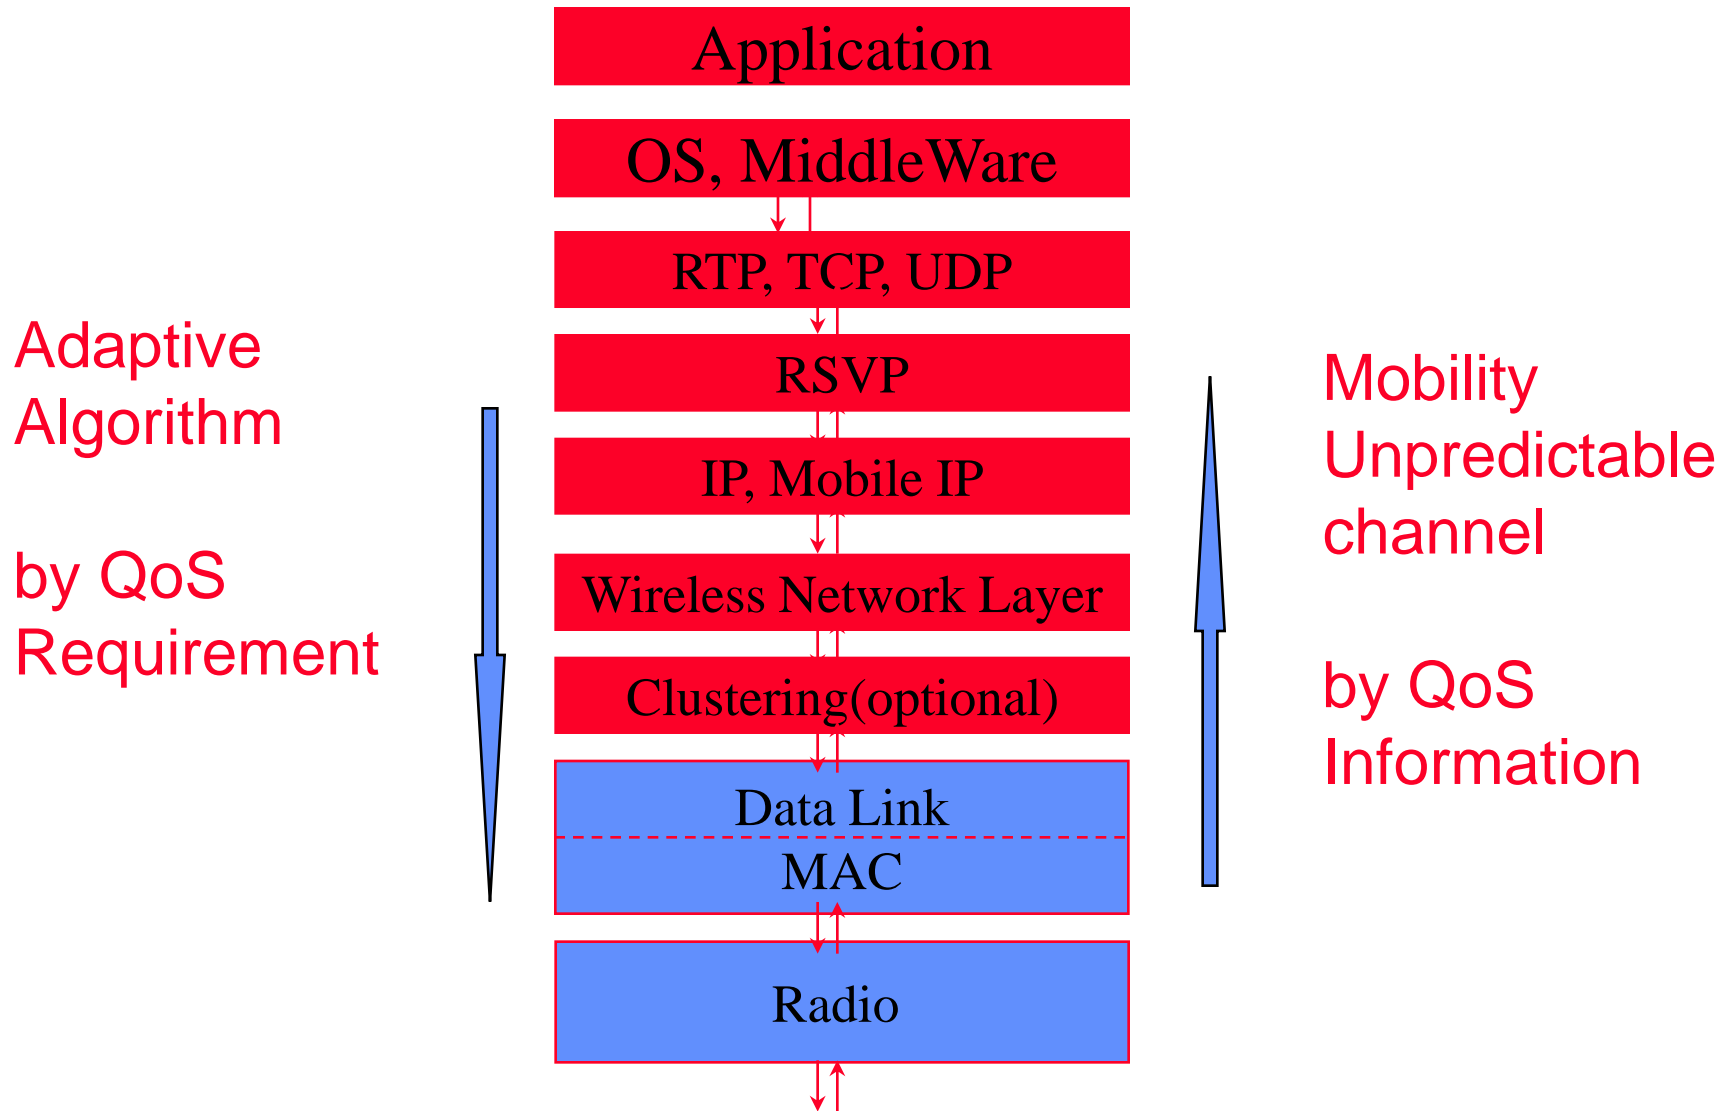 Application
OS, MiddleWare
RTP, TCP, UDP
RSVP
IP, Mobile IP
Wireless Network Layer
Clustering(optional)
Data Link
MAC
Radio
Adaptive
Algorithm
by QoS
Requirement
Mobility
Unpredictable
channel
by QoS
Information